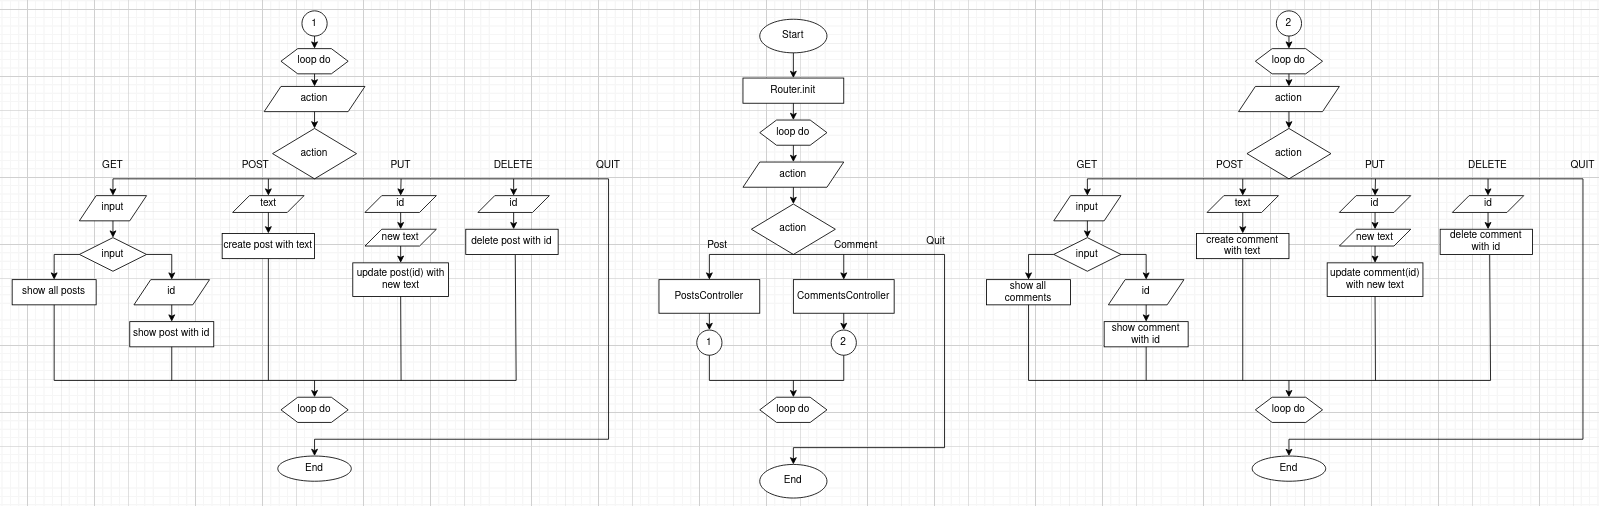 1
loop do
action
action
GET
POST
PUT
DELETE
QUIT
input
text
id
id
new text
create post with text
delete post with id
input
update post(id) with
new text
show all posts
id
show post with id
loop do
End
Start
Router.init
loop do
action
action
Post
Comment
Quit
PostsController
CommentsController
1
2
loop do
End
2
loop do
action
action
GET
POST
PUT
DELETE
QUIT
input
text
id
id
new text
create comment
with text
delete comment
with id
input
update comment(id)
with new text
show all
comments
id
show comment
with id
loop do
End